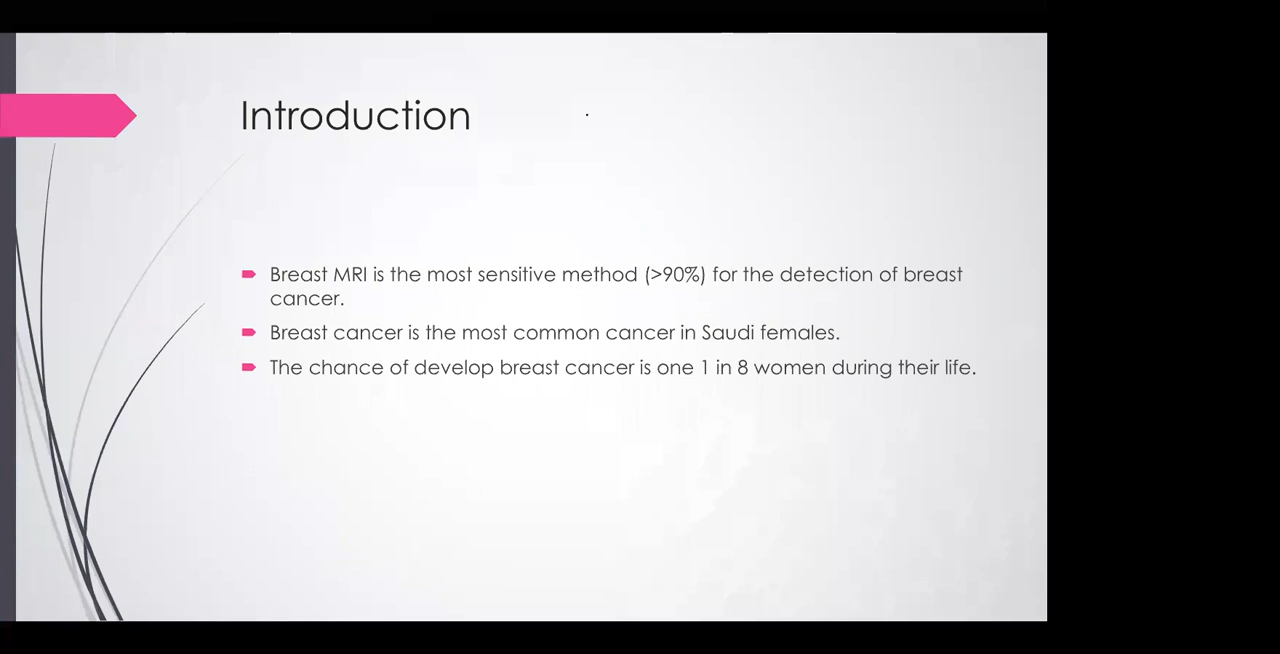 Introduction
Breast MRI is the most sensitive method (>90%) for the detection of breast
cancer.
Breast cancer is the most common cancer in Saudi females.
The chance of develop breast cancer is one 1 in 8 women during their life.